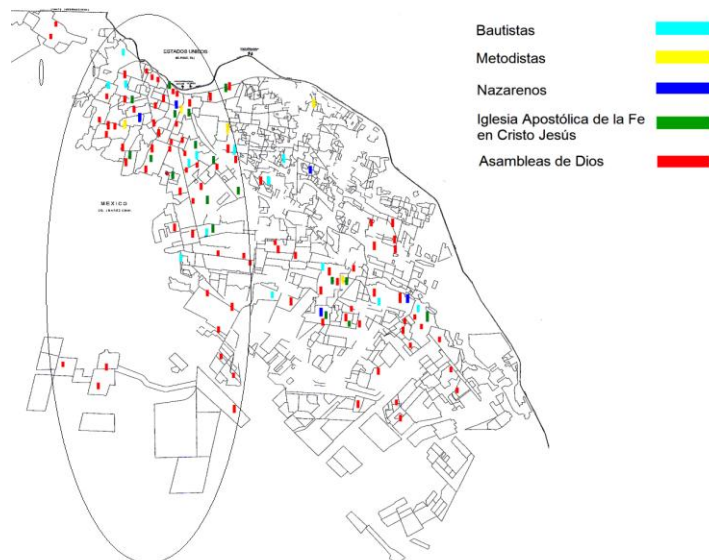 ESTADOS UNIDOS
MEXICO
Bautistas
Metodistas
Nazarenos
Iglesia Apostólica de la Fe
en Cristo Jesús
Asambleas de Dios